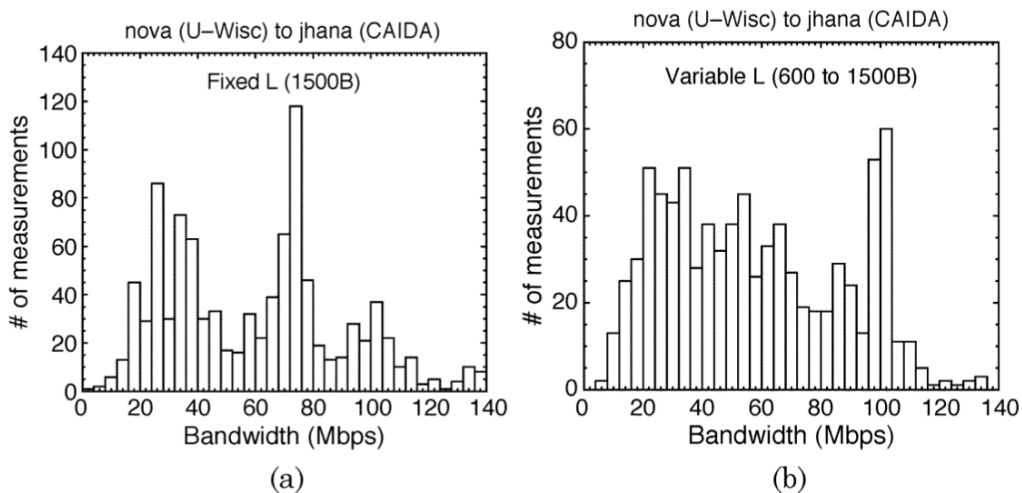 nova (U–Wisc) to jhana (CAIDA)
Fixed L (1500B)
# of measurements
140
120
100
80
60
40
20
0
0 20 40 60 80 100 120 140
Bandwidth (Mbps)
(a)
nova (U–Wisc) to jhana (CAIDA)
Variable L (600 to 1500B)
# of measurements
80
60
40
20
0
0 20 40 60 80 100 120 140
Bandwidth (Mbps)
(b)